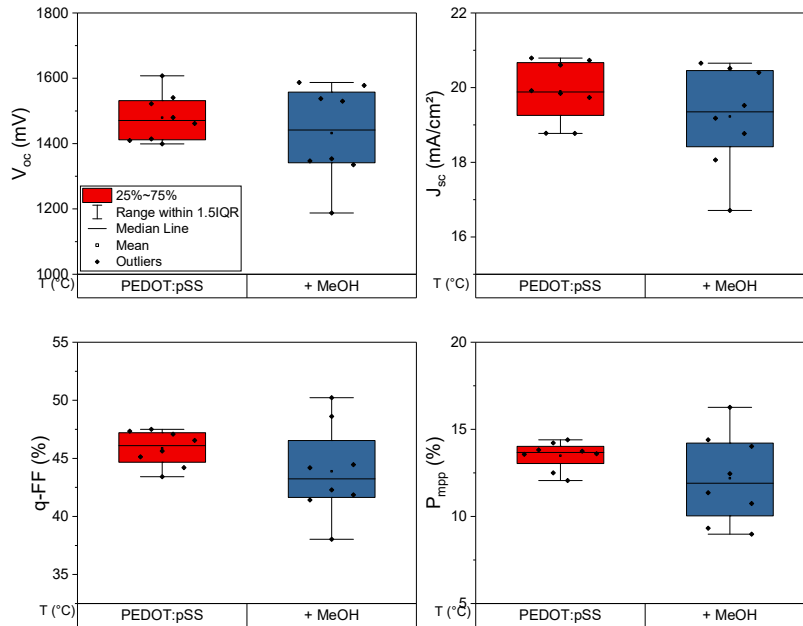 1800
1600
1400
1200
1000
V_oc (mV)
25%~75%
Range within 1.5IQR
Median Line
Mean
Outliers
T (°C) PEDOT:pSS + MeOH
22
20
18
16
15
J_sc (mA/cm²)
T (°C) PEDOT:pSS + MeOH
55
50
45
40
35
q-FF (%)
T (°C) PEDOT:pSS + MeOH
20
15
10
5
P_mpp (%)
T (°C) PEDOT:pSS + MeOH